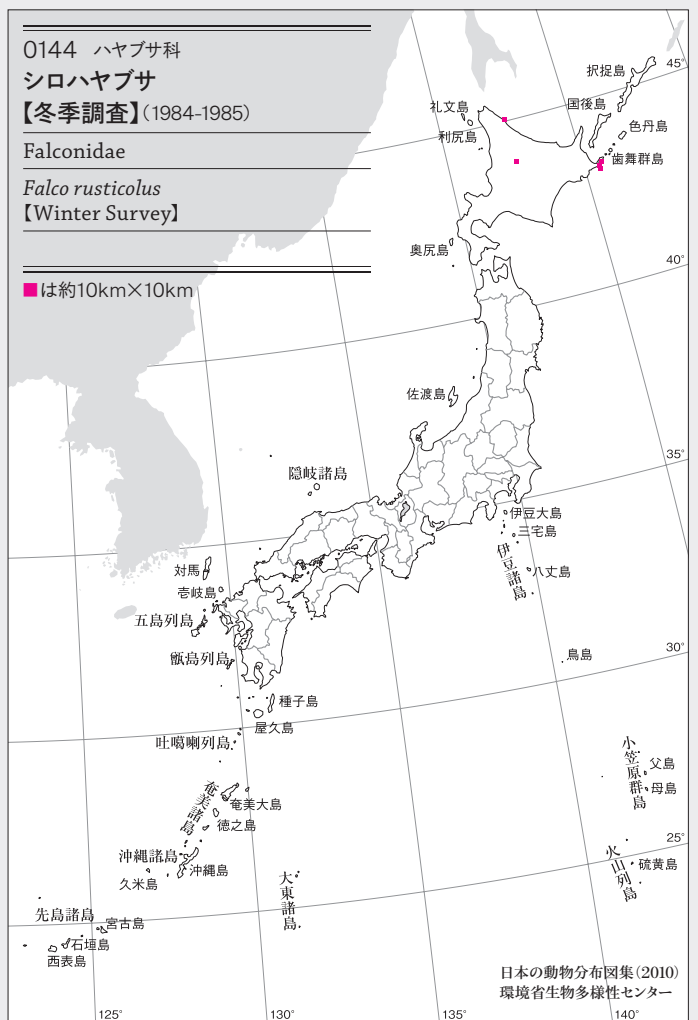 0144 ハヤブサ科
シロハヤブサ
【冬季調査】(1984-1985)
Falconidae
Falco rusticolus
【Winter Survey】
■は約10km×10km
45°
択捉島
礼文島
国後島
色丹島
利尻島
歯舞群島
奥尻島
40°
佐渡島
35°
隠岐諸島
伊豆大島
三宅島
伊豆諸島
八丈島
対馬
壱岐島
五島列島
甑島列島
30°
鳥島
種子島
屋久島
吐噶喇列島
小笠原群島
父島
母島
奄美諸島
奄美大島
徳之島
25°
沖縄諸島
沖縄島
久米島
火山列島
硫黄島
大東諸島
先島諸島
宮古島
石垣島
西表島
日本の動物分布図集(2010)
環境省生物多様性センター
125°
130°
135°
140°